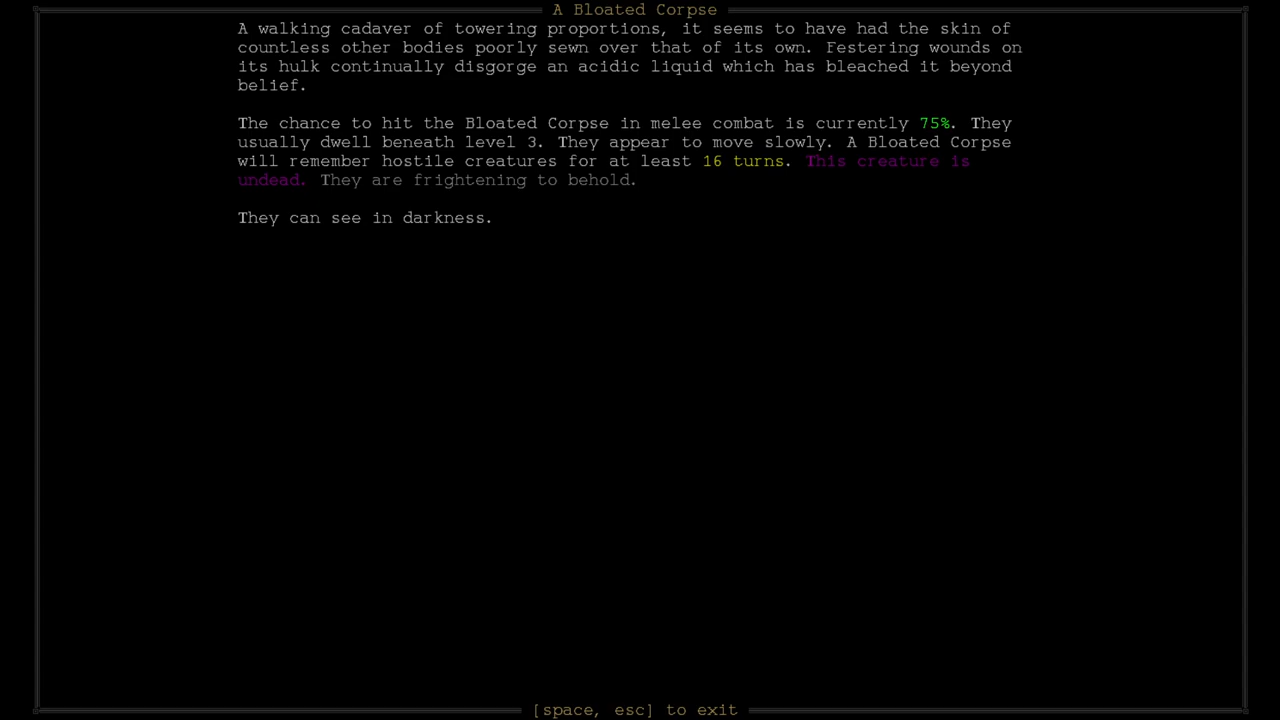 A Bloated Corpse
A walking cadaver of towering proportions, it seems to have had the skin of
countless other bodies poorly sewn over that of its own. Festering wounds on
its hulk continually disgorge an acidic liquid which has bleached it beyond
belief.
The chance to hit the Bloated Corpse in melee combat is currently 75%. They
usually dwell beneath level 3. They appear to move slowly. A Bloated Corpse
will remember hostile creatures for at least 16 turns. This creature is
undead. They are frightening to behold.
They can see in darkness.
[space, esc] to exit